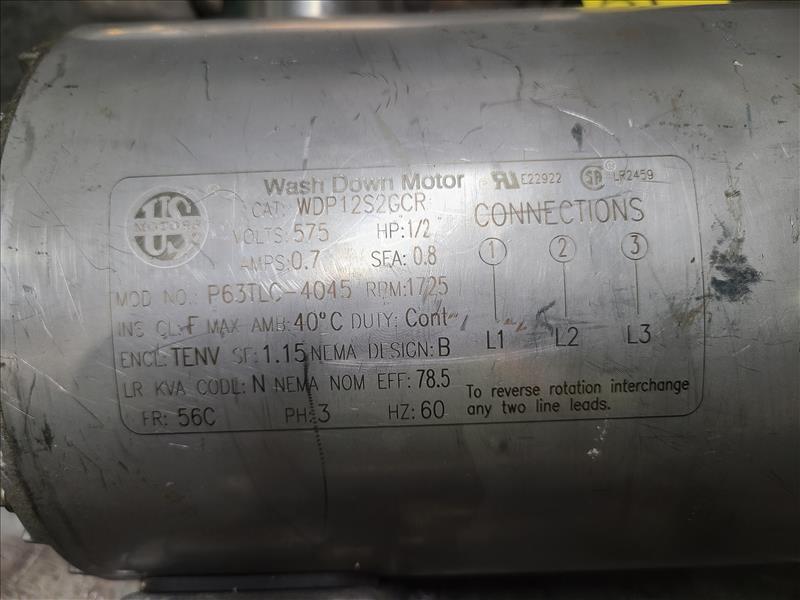 Wash Down Motor
E22922
LR2459
US
MOTORS
CAT: WDP12S2GCR
VOLTS: 575 HP: 1/2
AMPS: 0.7 SFA: 0.8
MOD NO.: P63TLC-4045 RPM: 1725
INS CL: F MAX AMB: 40°C DUTY: Cont
ENCL: TENV SF: 1.15 NEMA DESIGN: B
LR KVA CODE: N NEMA NOM EFF: 78.5
FR: 56C PH: 3 HZ: 60
CONNECTIONS
1 2 3
L1 L2 L3
To reverse rotation interchange
any two line leads.